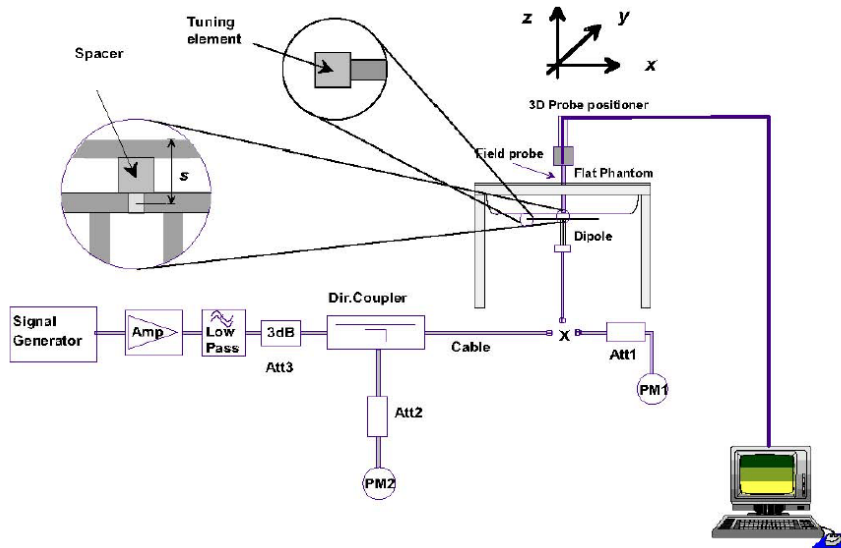 Tuning
element
Spacer
s
z
y
x
3D Probe positioner
Field probe
Flat Phantom
Dipole
Signal
Generator
Amp
Low
Pass
3dB
Att3
Dir.Coupler
Cable
X
Att1
PM1
Att2
PM2